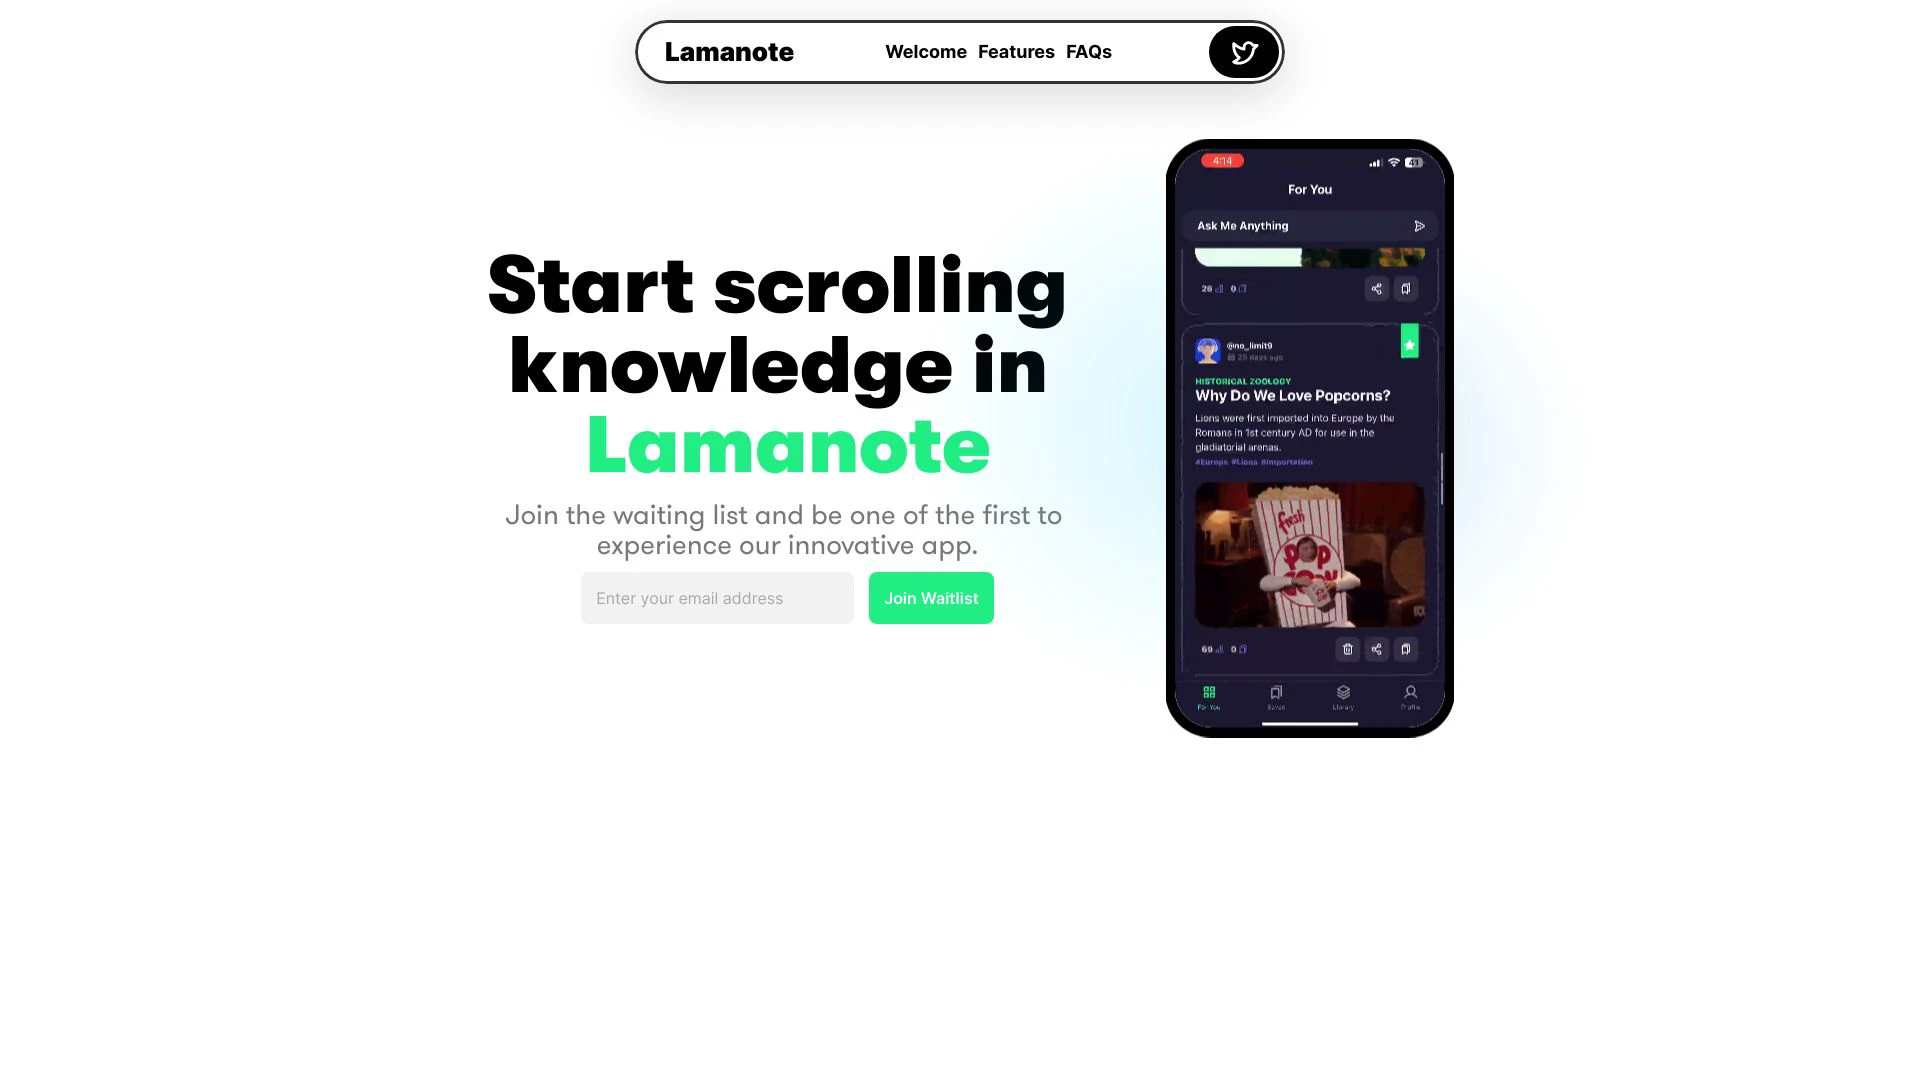 Lamanote
Welcome Features FAQs
Start scrolling
knowledge in
Lamanote
Join the waiting list and be one of the first to
experience our innovative app.
Enter your email address
Join Waitlist
4:14
41
For You
Ask Me Anything
26 0
@no_limit9
26 days ago
HISTORICAL ZOOLOGY
Why Do We Love Popcorns?
Lions were first imported into Europe by the
Romans in 1st century AD for use in the
gladiatorial arenas.
#Europe #Lions #Importation
fresh
POP
CORN
69 0
For You Saved Library Profile